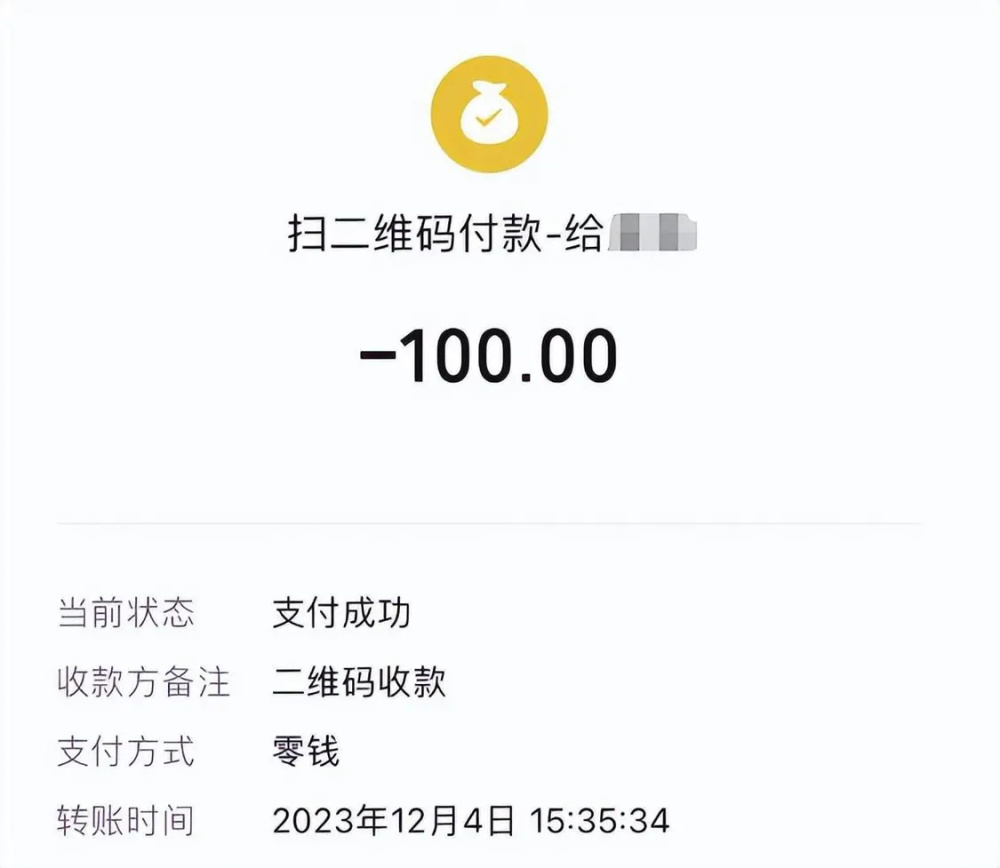 扫二维码付款-给
-100.00
当前状态 支付成功
收款方备注 二维码收款
支付方式 零钱
转账时间 2023年12月4日 15:35:34